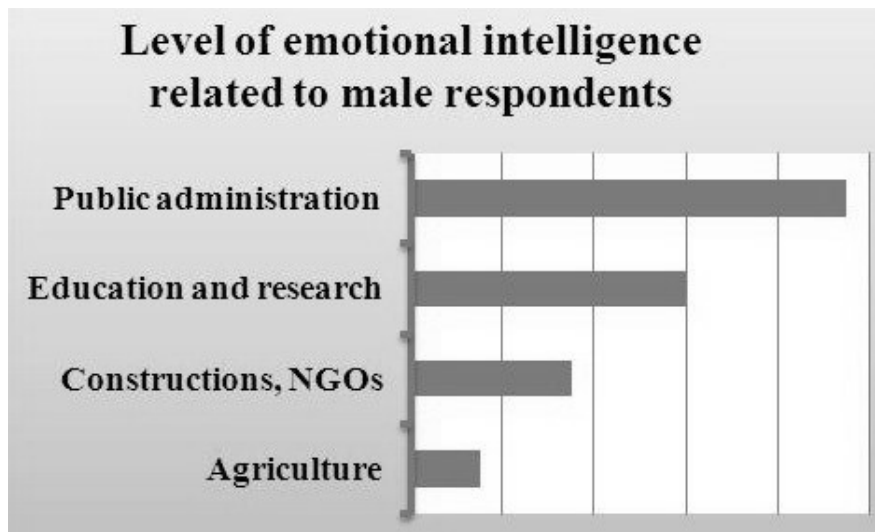 Level of emotional intelligence
related to male respondents
Public administration
Education and research
Constructions, NGOs
Agriculture